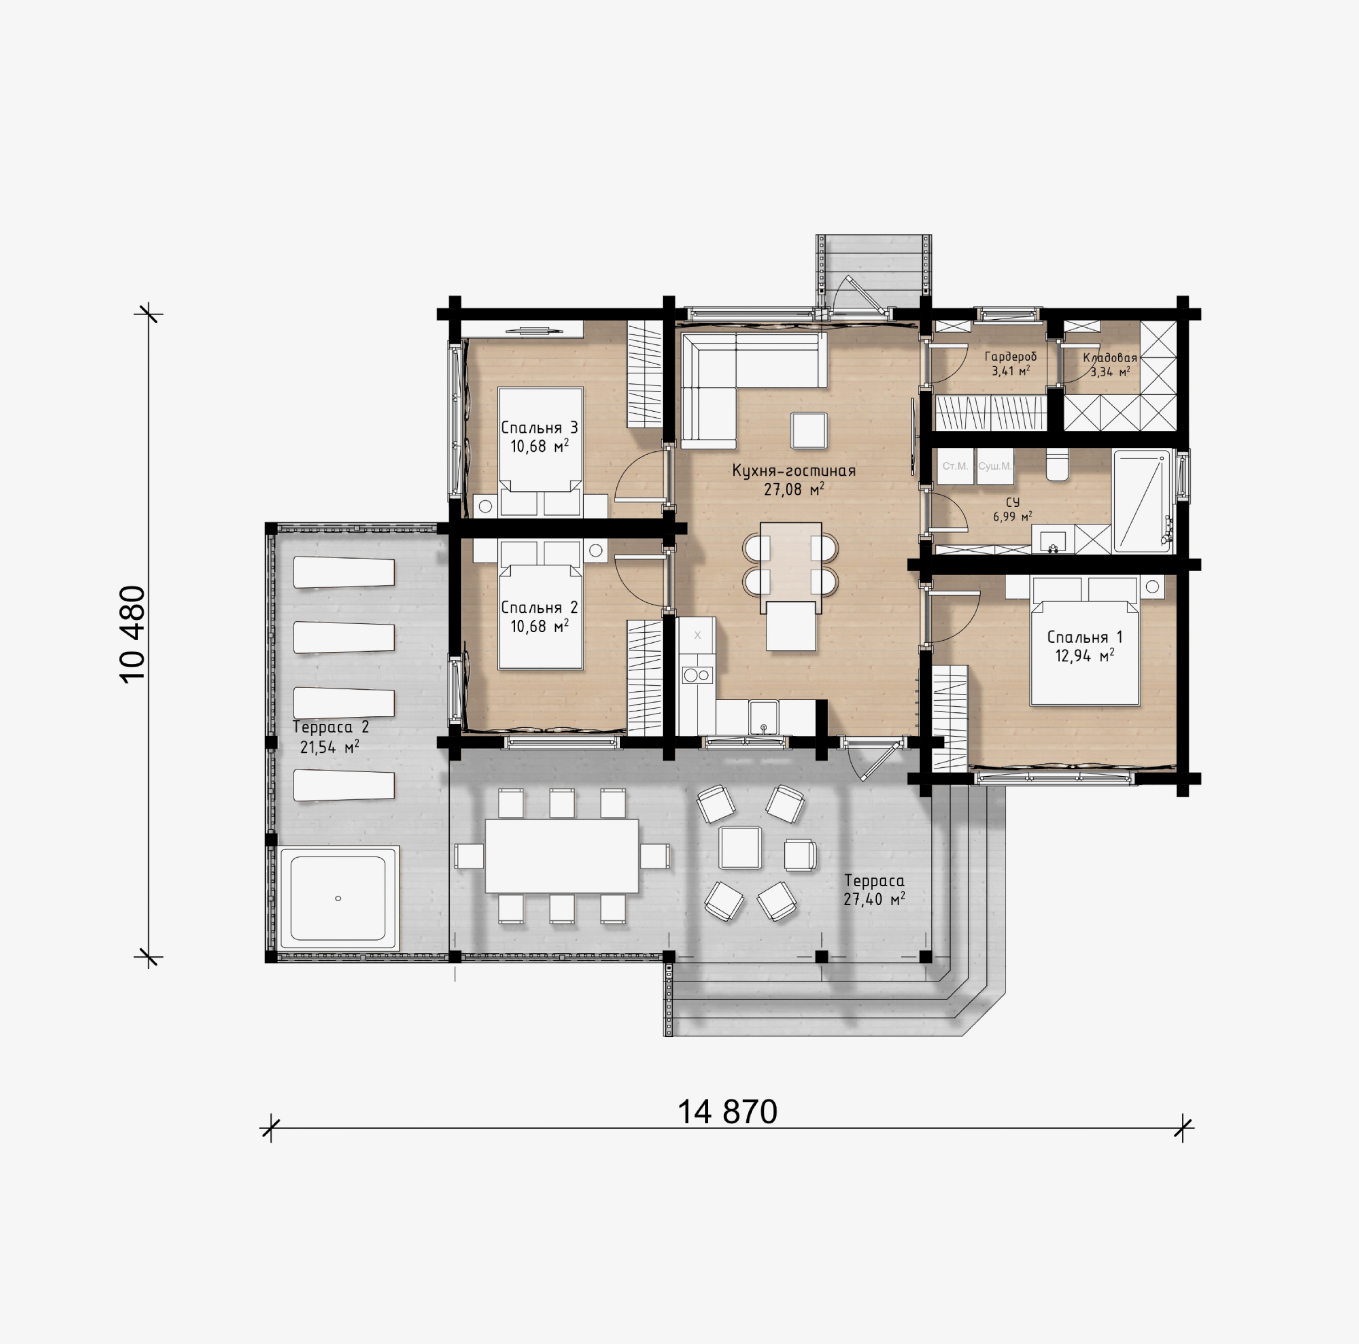 Гардероб
3,41 м²
Кладовая
3,34 м²
Спальня 3
10,68 м²
Кухня-гостиная
27,08 м²
Ст.М.
Суш.М.
СУ
6,99 м²
Спальня 2
10,68 м²
X
Спальня 1
12,94 м²
10 480
Терраса 2
21,54 м²
Терраса
27,40 м²
14 870